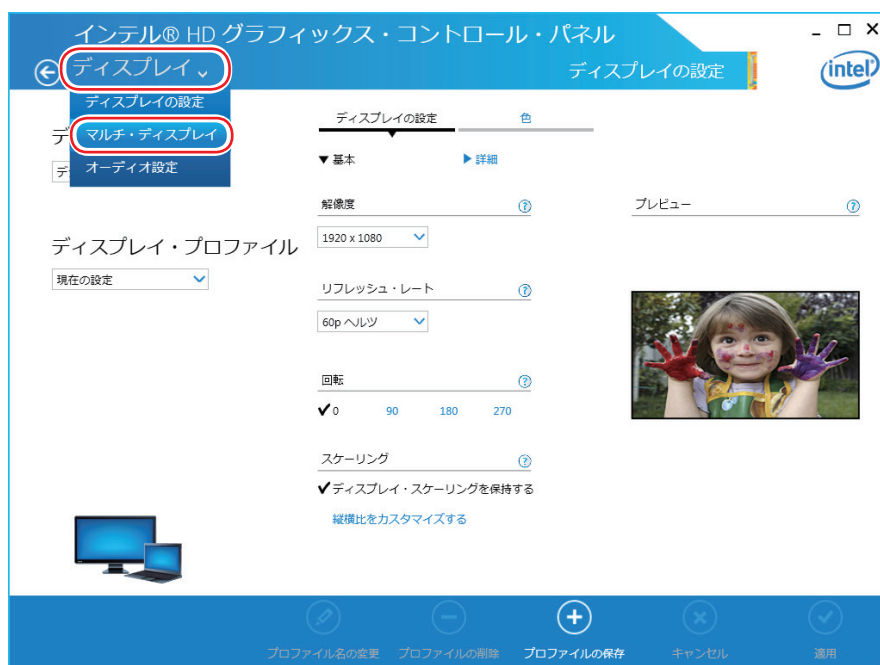 インテル® HD グラフィックス・コントロール・パネル
ディスプレイ
ディスプレイの設定
intel
ディスプレイの設定
マルチ・ディスプレイ
オーディオ設定
デ
デ
ディスプレイ・プロファイル
現在の設定
ディスプレイの設定
色
▼基本
▶詳細
解像度
1920 x 1080
リフレッシュ・レート
60p ヘルツ
回転
✔0 90 180 270
スケーリング
✔ディスプレイ・スケーリングを保持する
縦横比をカスタマイズする
プレビュー
プロファイル名の変更
プロファイルの削除
プロファイルの保存
キャンセル
適用